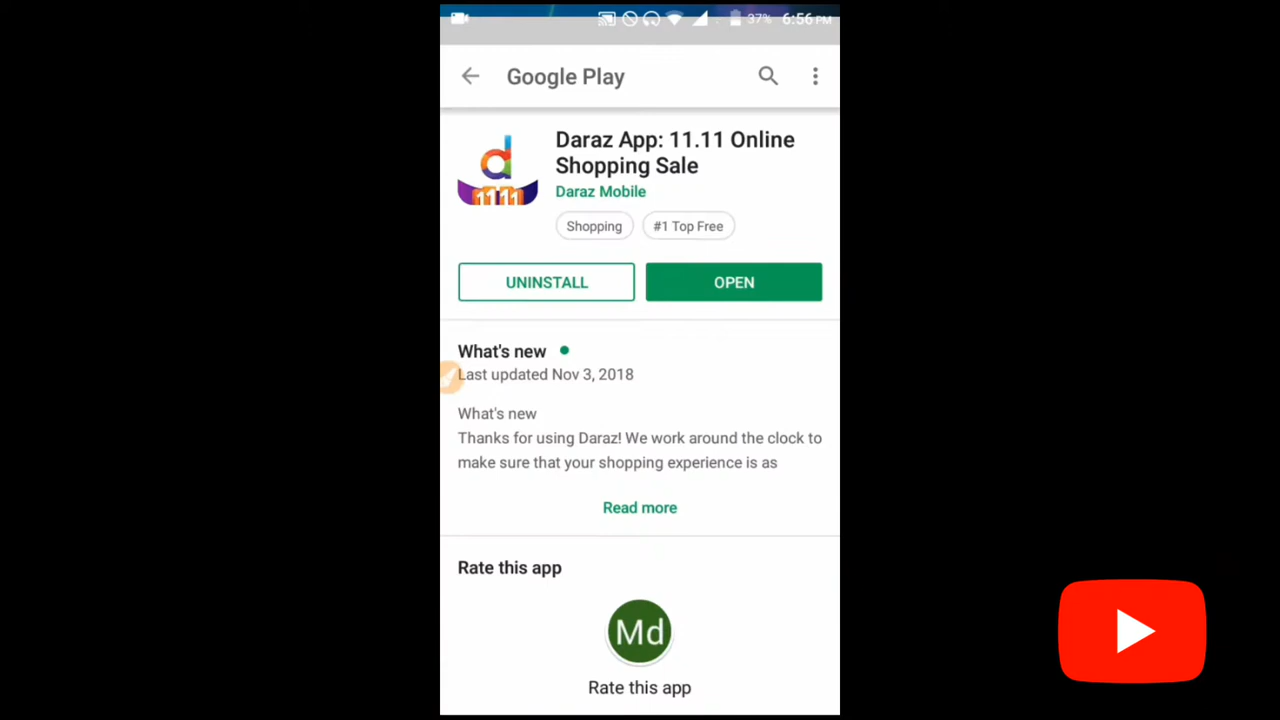 37% 6:56 PM
Google Play
Daraz App: 11.11 Online
Shopping Sale
Daraz Mobile
Shopping #1 Top Free
d
11.11
UNINSTALL OPEN
What's new
Last updated Nov 3, 2018
What's new
Thanks for using Daraz! We work around the clock to
make sure that your shopping experience is as
Read more
Rate this app
Md
Rate this app